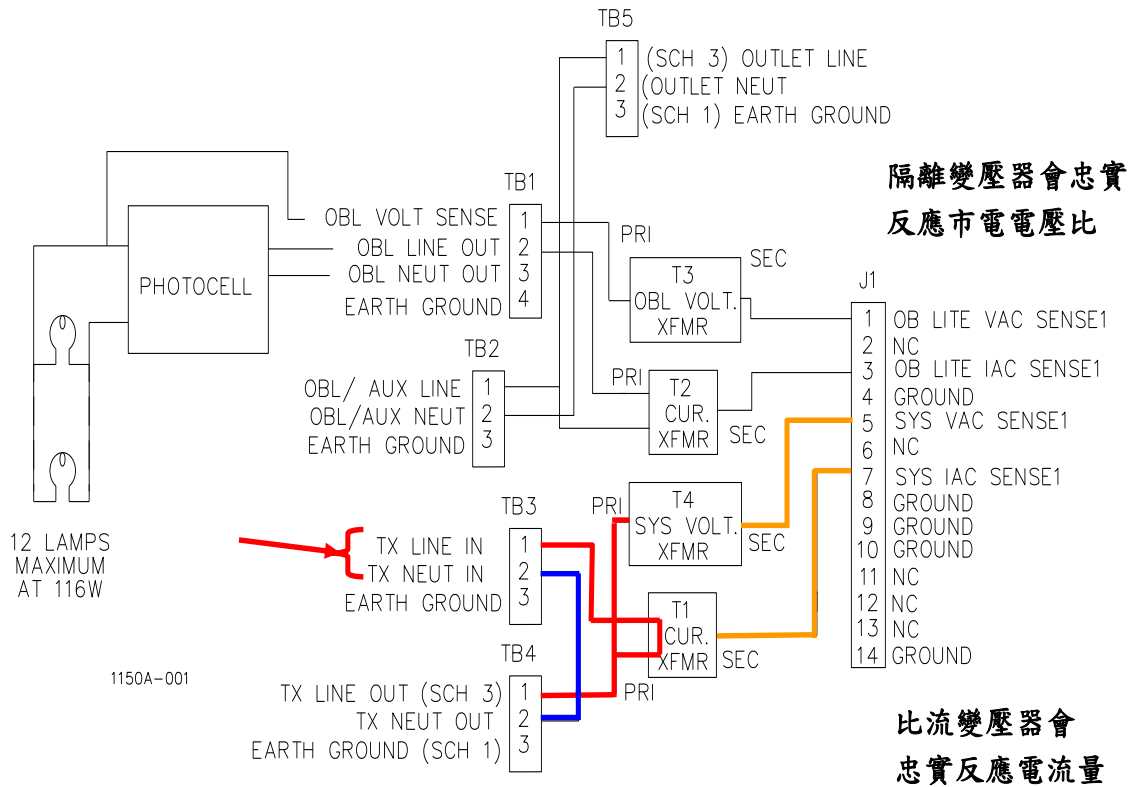 TB5
1 (SCH 3) OUTLET LINE
2 (OUTLET NEUT
3 (SCH 1) EARTH GROUND
隔離變壓器會忠實
反應市電電壓比
TB1
OBL VOLT SENSE 1
OBL LINE OUT 2
OBL NEUT OUT 3
EARTH GROUND 4
PHOTOCELL
PRI
T3
OBL VOLT.
XFMR
SEC
TB2
OBL/ AUX LINE 1
OBL/AUX NEUT 2
EARTH GROUND 3
PRI
T2
CUR.
XFMR
SEC
J1
1 OB LITE VAC SENSE1
2 NC
3 OB LITE IAC SENSE1
4 GROUND
5 SYS VAC SENSE1
6 NC
7 SYS IAC SENSE1
8 GROUND
9 GROUND
10 GROUND
11 NC
12 NC
13 NC
14 GROUND
12 LAMPS
MAXIMUM
AT 116W
TB3
TX LINE IN 1
TX NEUT IN 2
EARTH GROUND 3
PRI
T4
SYS VOLT.
XFMR
SEC
T1
CUR.
XFMR
SEC
PRI
TB4
TX LINE OUT (SCH 3) 1
TX NEUT OUT 2
EARTH GROUND (SCH 1) 3
1150A-001
比流變壓器會
忠實反應電流量